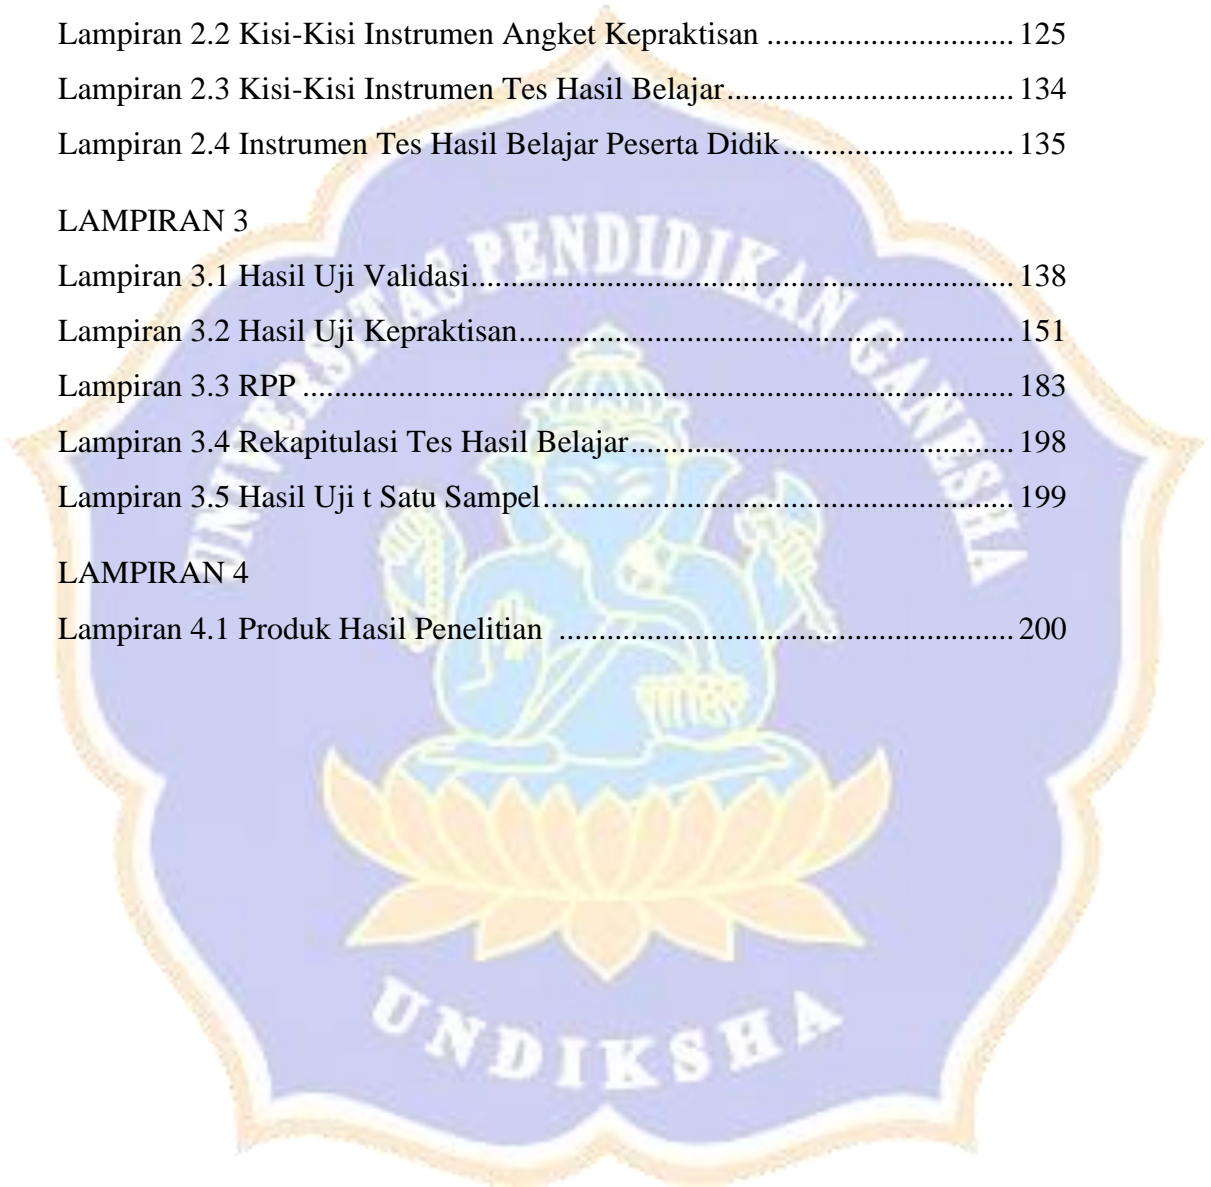 Lampiran 2.2 Kisi-Kisi Instrumen Angket Kepraktisan .............................. 125
Lampiran 2.3 Kisi-Kisi Instrumen Tes Hasil Belajar................................... 134
Lampiran 2.4 Instrumen Tes Hasil Belajar Peserta Didik............................ 135
LAMPIRAN 3
Lampiran 3.1 Hasil Uji Validasi.................................................................. 138
Lampiran 3.2 Hasil Uji Kepraktisan............................................................ 151
Lampiran 3.3 RPP ....................................................................................... 183
Lampiran 3.4 Rekapitulasi Tes Hasil Belajar............................................... 198
Lampiran 3.5 Hasil Uji t Satu Sampel......................................................... 199
LAMPIRAN 4
Lampiran 4.1 Produk Hasil Penelitian ....................................................... 200
UNIVERSITAS PENDIDIKAN GANESHA
UNDIKSHA